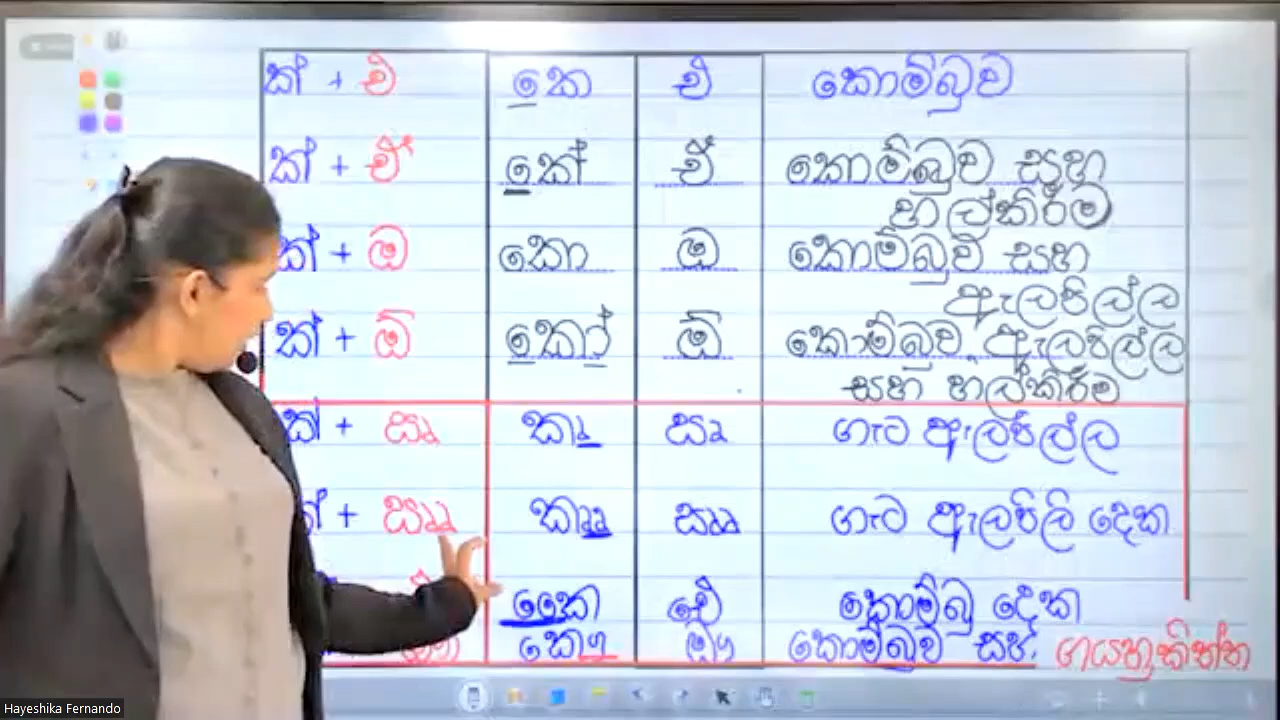 ක් + එ කෙ එ කොම්බුව
ක් + ඒ කේ ඒ කොම්බුව සහ
හල්කිරීම
ක් + ඔ කො ඔ කොම්බුව සහ
ඇලපිල්ල
ක් + ඕ කෝ ඕ කොම්බුව, ඇලපිල්ල
සහ හල්කිරීම
ක් + ඍ කෘ ඍ ගැට ඇලපිල්ල
ක් + ඎ කෲ ඎ ගැට ඇලපිලි දෙක
කෛ ඓ කොම්බු දෙක
කෞ ඖ කොම්බුව සහ ගයනුකිත්ත
Hayeshika Fernando